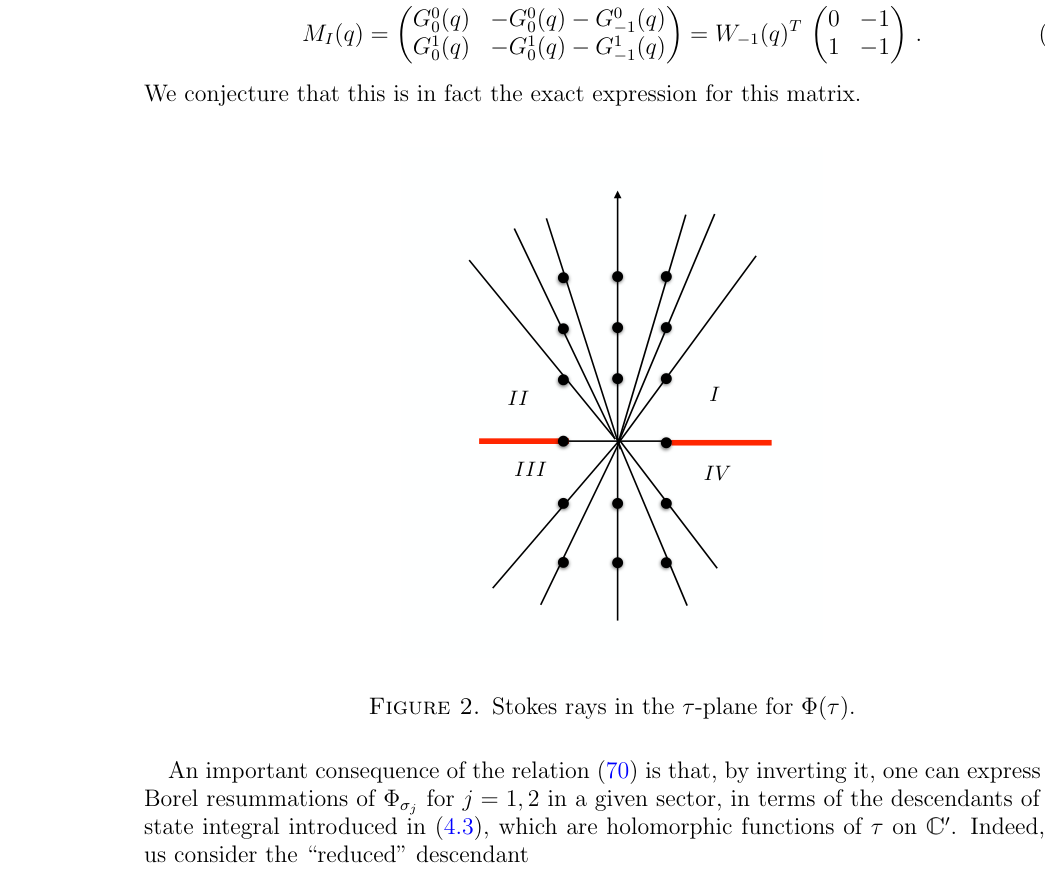 M_I(q) = \begin{pmatrix} G_0^0(q) & -G_0^0(q) - G_{-1}^0(q) \\ G_0^1(q) & -G_0^1(q) - G_{-1}^1(q) \end{pmatrix} = W_{-1}(q)^T \begin{pmatrix} 0 & -1 \\ 1 & -1 \end{pmatrix} . (
We conjecture that this is in fact the exact expression for this matrix.
II
I
III
IV
FIGURE 2. Stokes rays in the τ-plane for Φ(τ).
An important consequence of the relation (70) is that, by inverting it, one can express
Borel resummations of Φ_{σ_j} for j = 1, 2 in a given sector, in terms of the descendants of
state integral introduced in (4.3), which are holomorphic functions of τ on ℂ′. Indeed,
us consider the “reduced” descendant